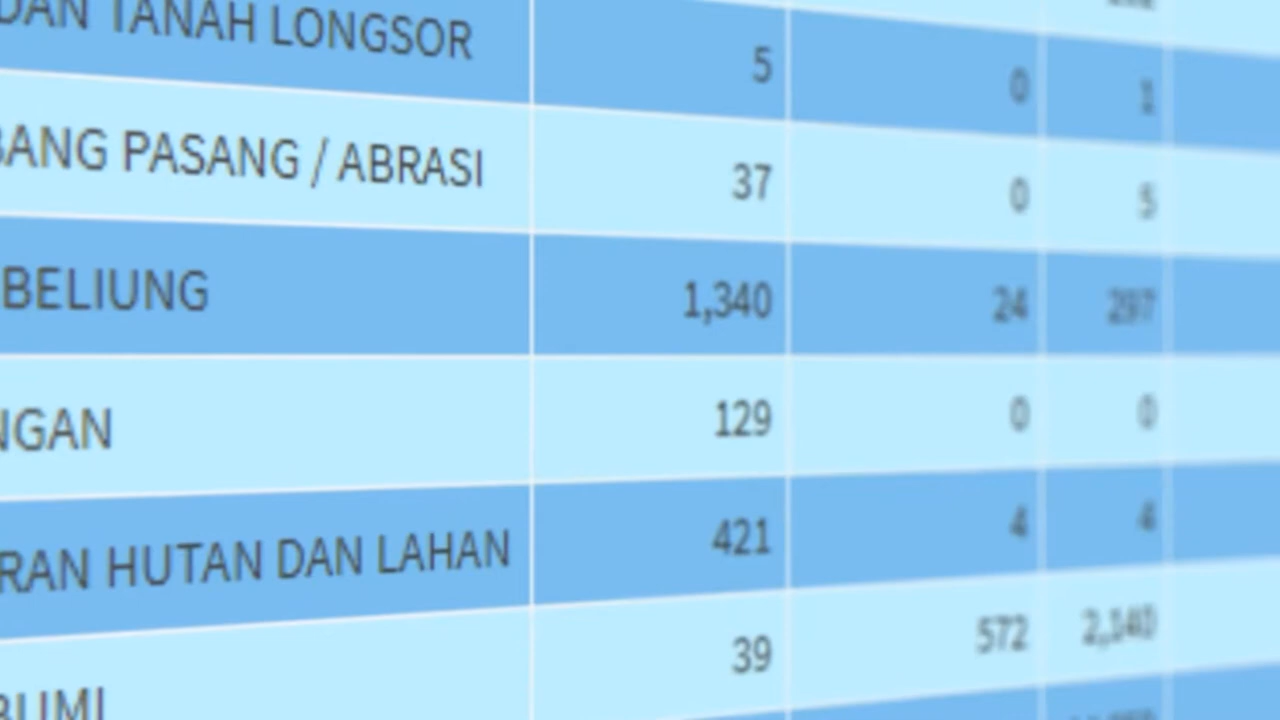 DAN TANAH LONGSOR 5 0 1
BANG PASANG / ABRASI 37 0 5
BELIUNG 1,340 24 297
NGAN 129 0 0
RAN HUTAN DAN LAHAN 421 4 4
BUMI 39 572 2,140